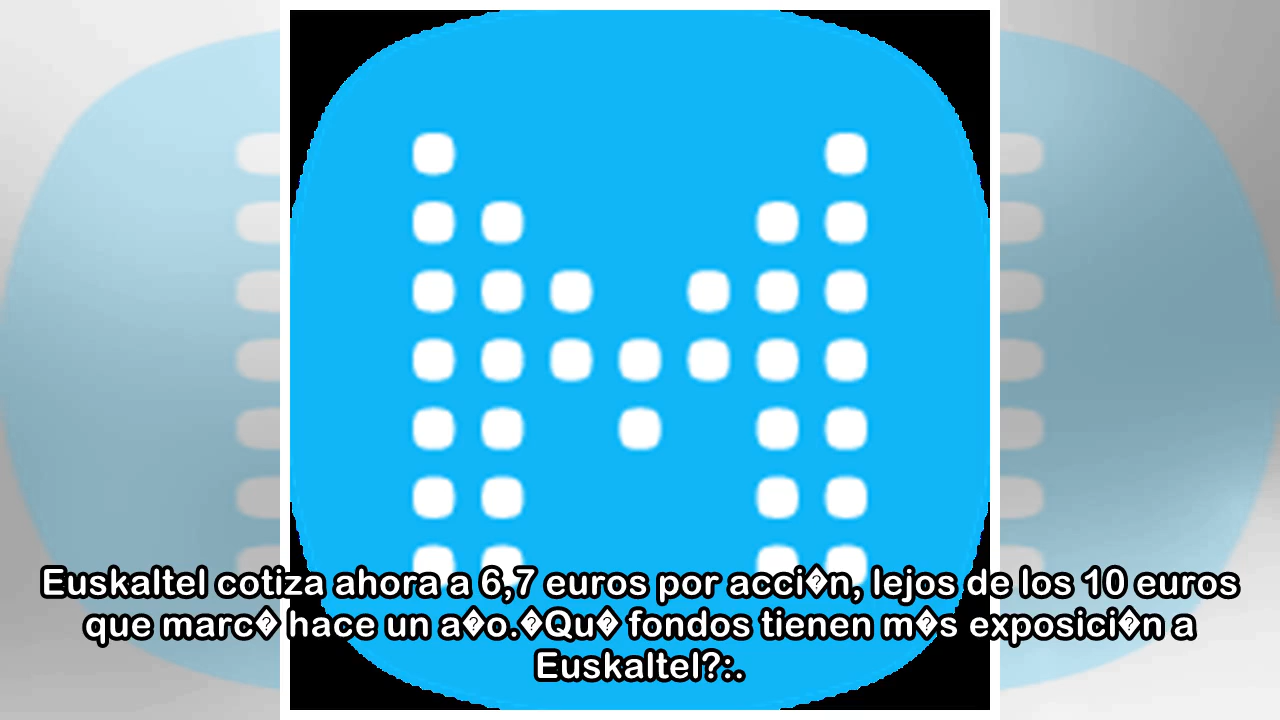 Euskaltel cotiza ahora a 6,7 euros por acci�n, lejos de los 10 euros
que marc� hace un a�o.�Qu� fondos tienen m�s exposici�n a
Euskaltel?:.